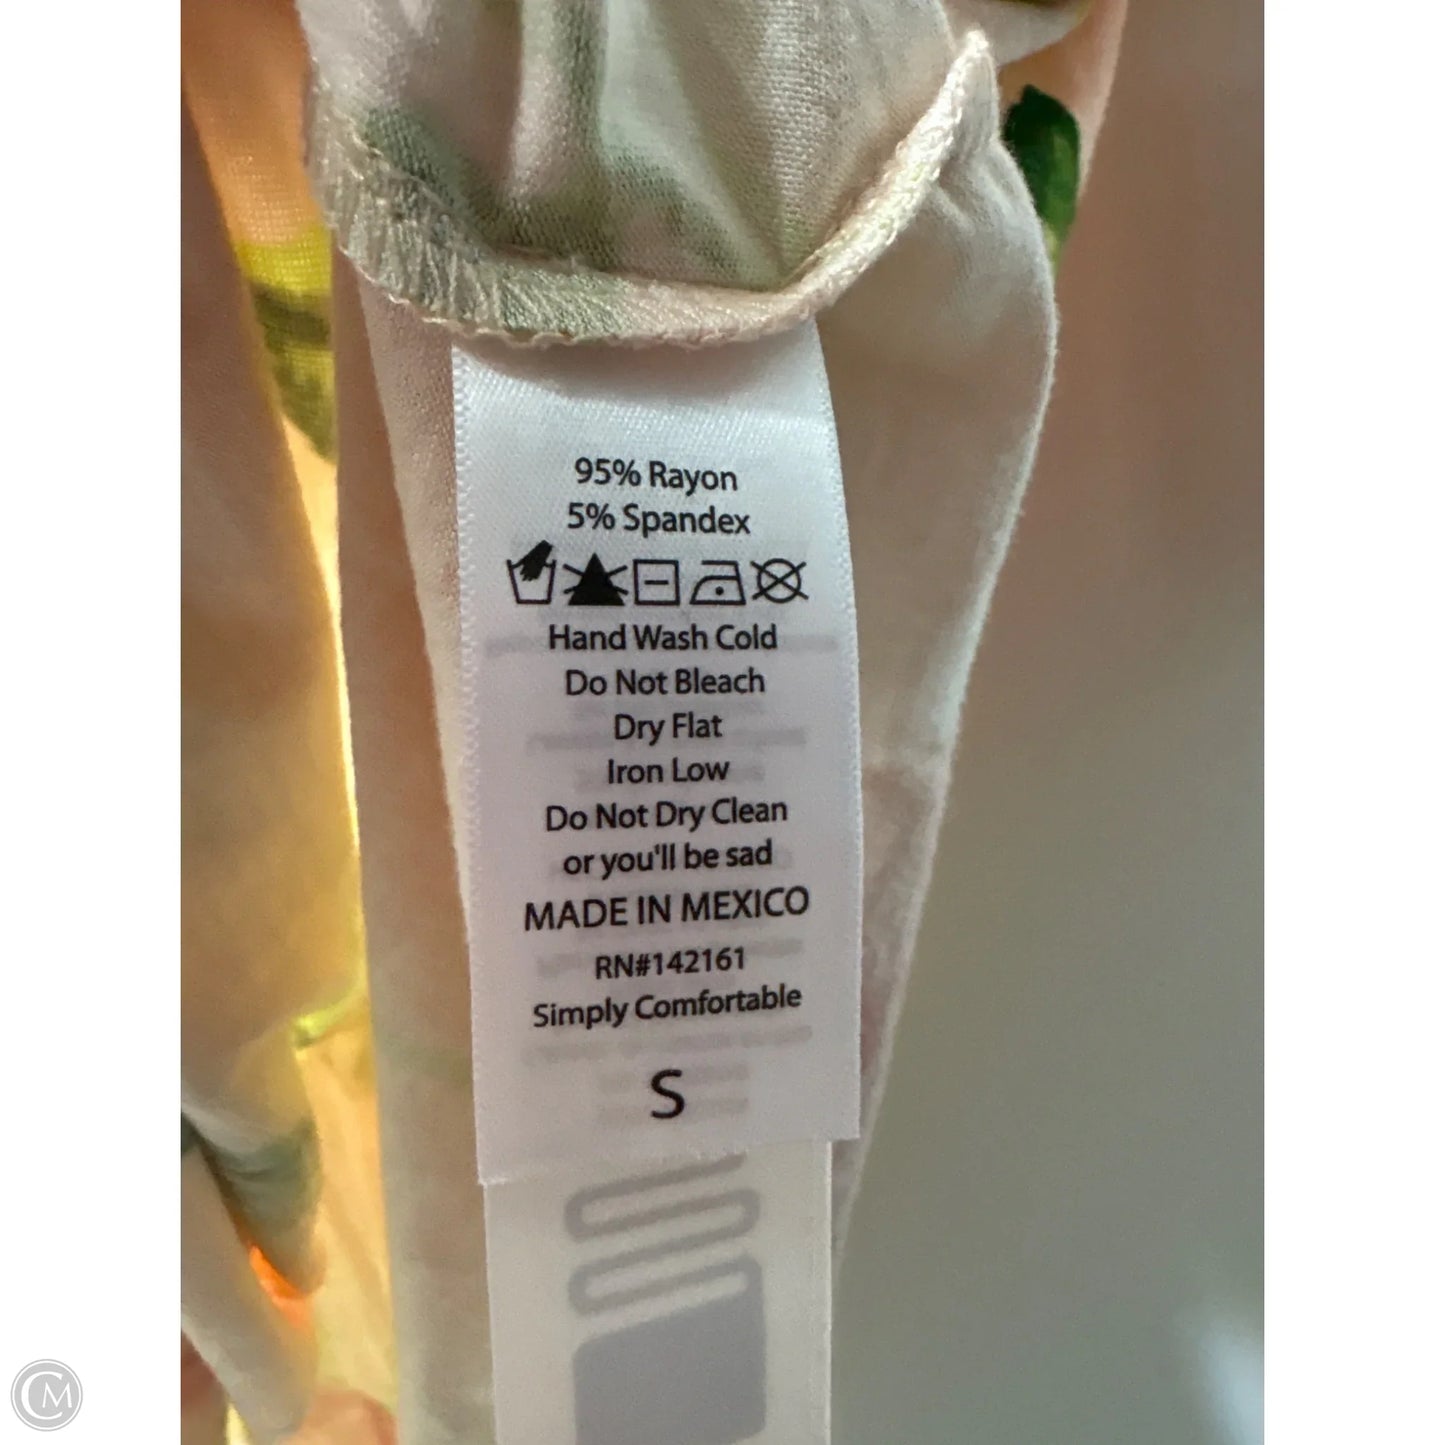 95% Rayon
5% Spandex
Hand Wash Cold
Do Not Bleach
Dry Flat
Iron Low
Do Not Dry Clean
or you'll be sad
MADE IN MEXICO
RN#142161
Simply Comfortable
S
CM